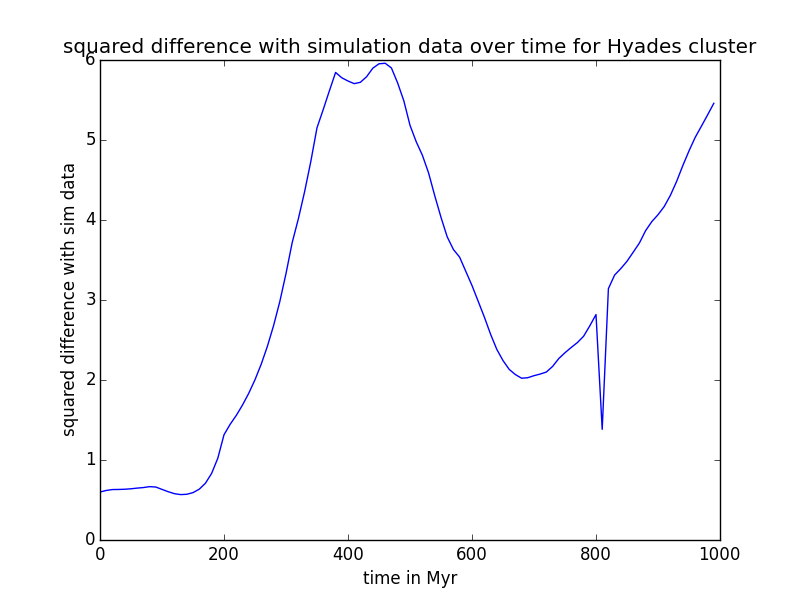 squared difference with simulation data over time for Hyades cluster
6
5
4
3
2
1
0
squared difference with sim data
0 200 400 600 800 1000
time in Myr